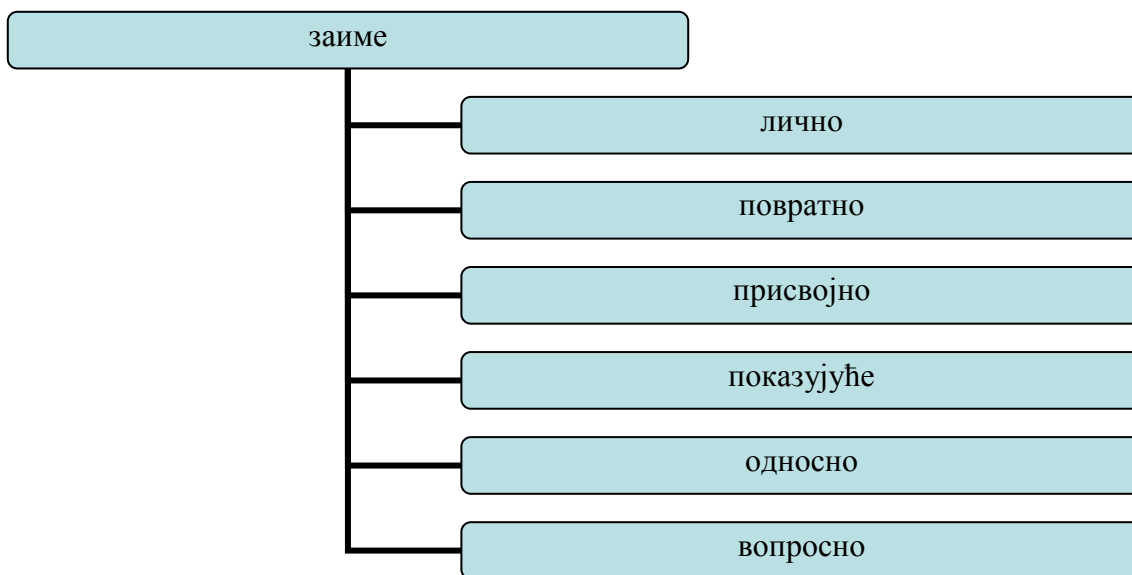 заиме
лично
повратно
присвојно
показујуће
односно
вопросно